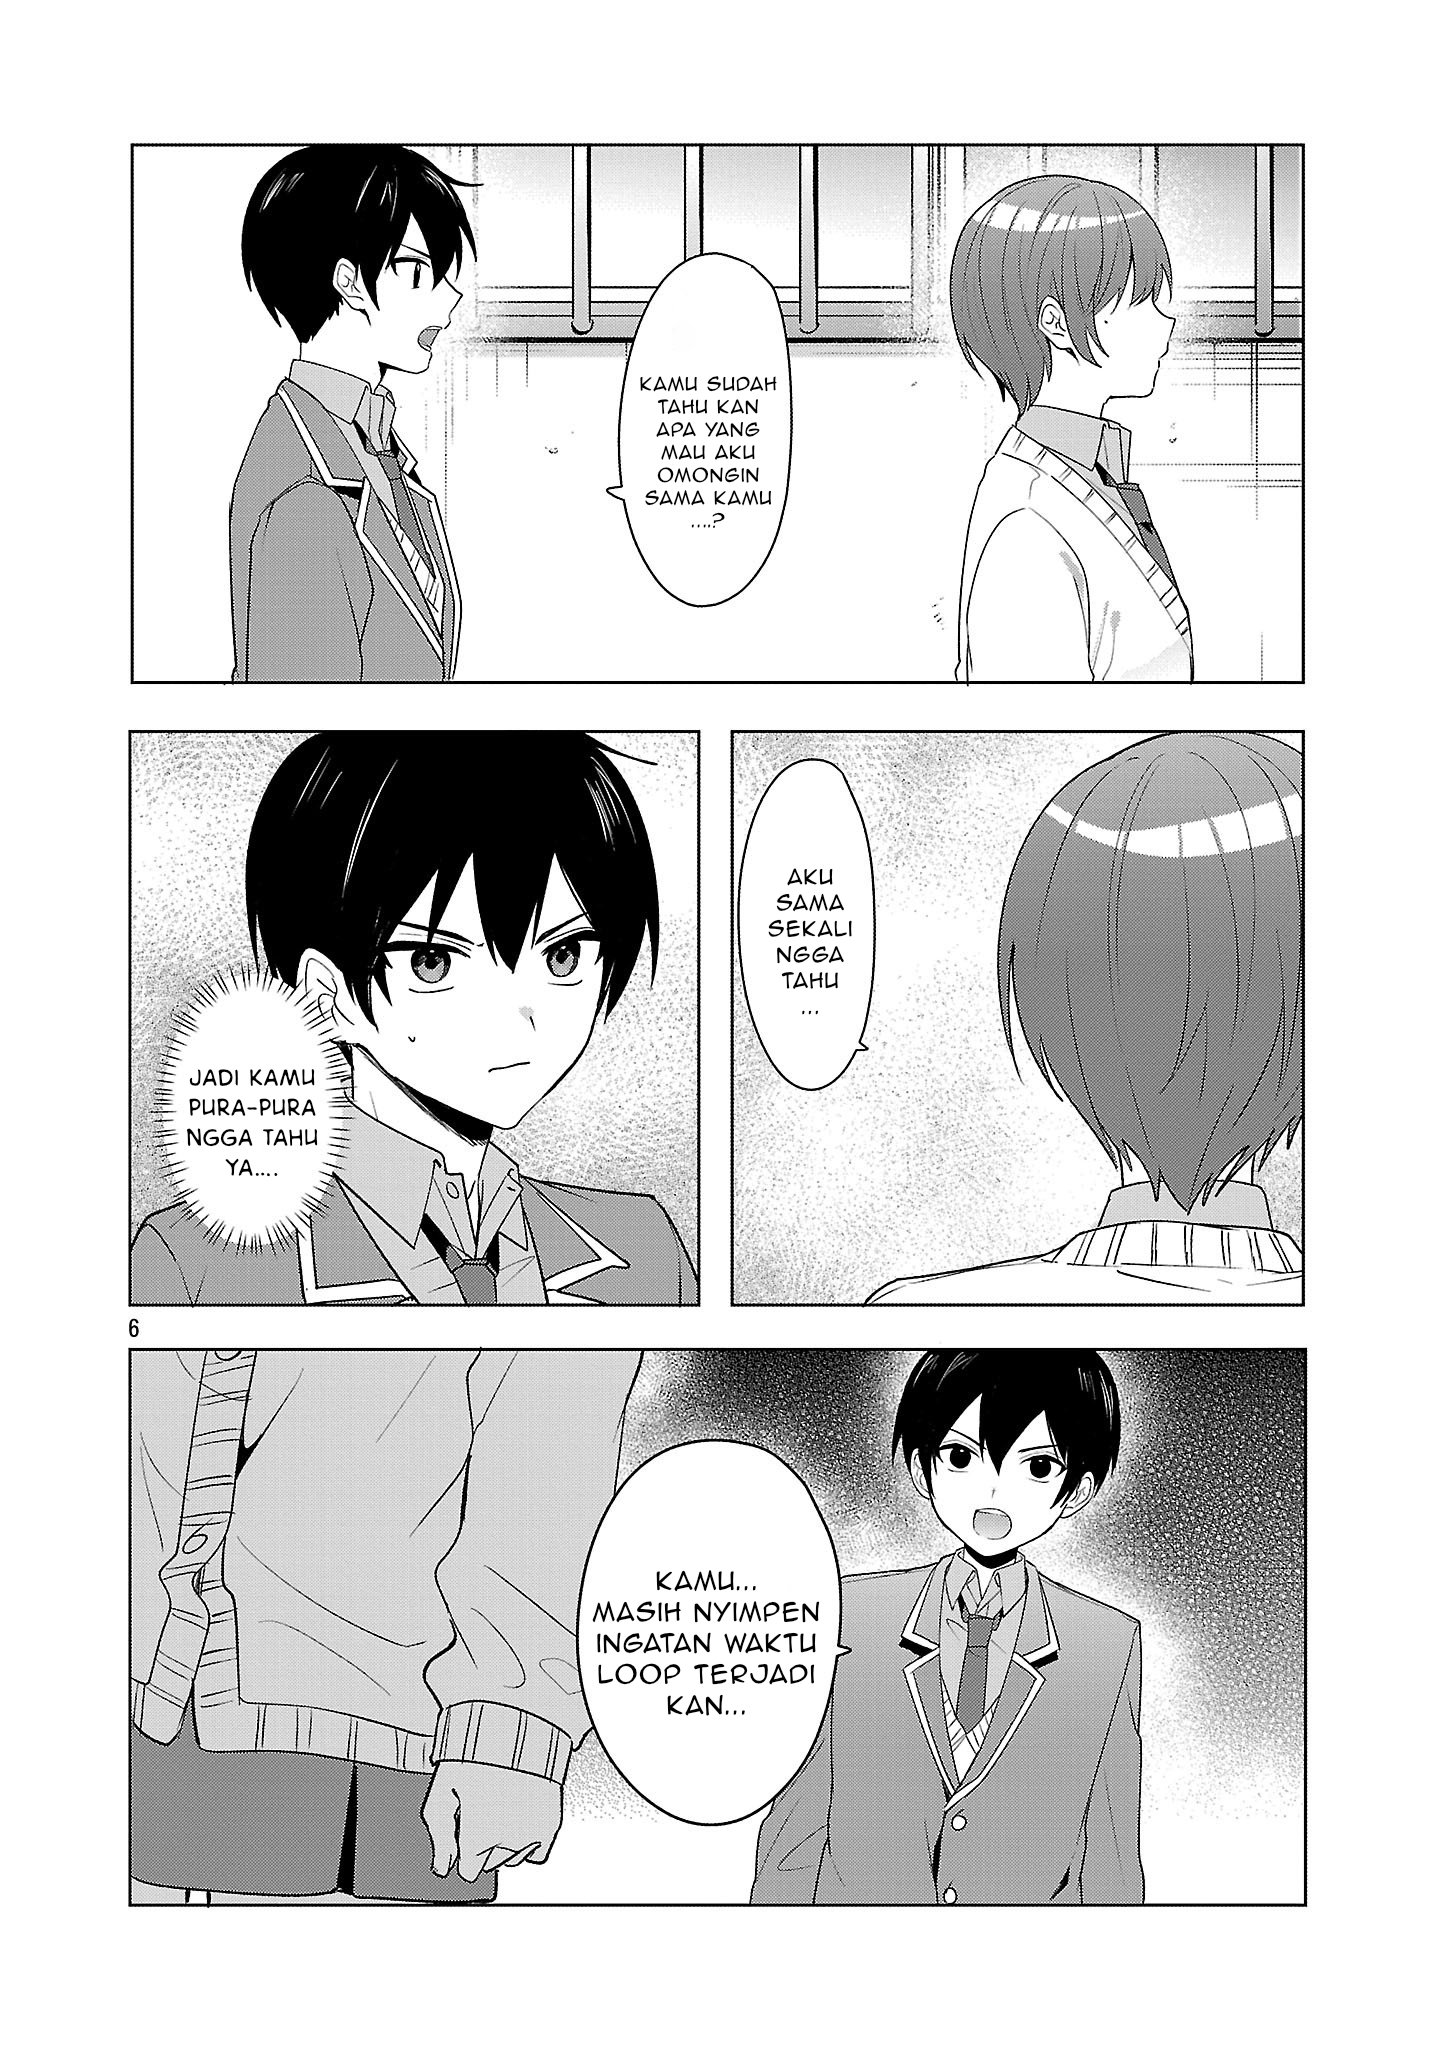 KAMU SUDAH
TAHU KAN
APA YANG
MAU AKU
OMONGIN
SAMA KAMU
.....?
AKU
SAMA
SEKALI
NGGA
TAHU
...
JADI KAMU
PURA-PURA
NGGA TAHU
YA....
6
KAMU...
MASIH NYIMPEN
INGATAN WAKTU
LOOP TERJADI
KAN...